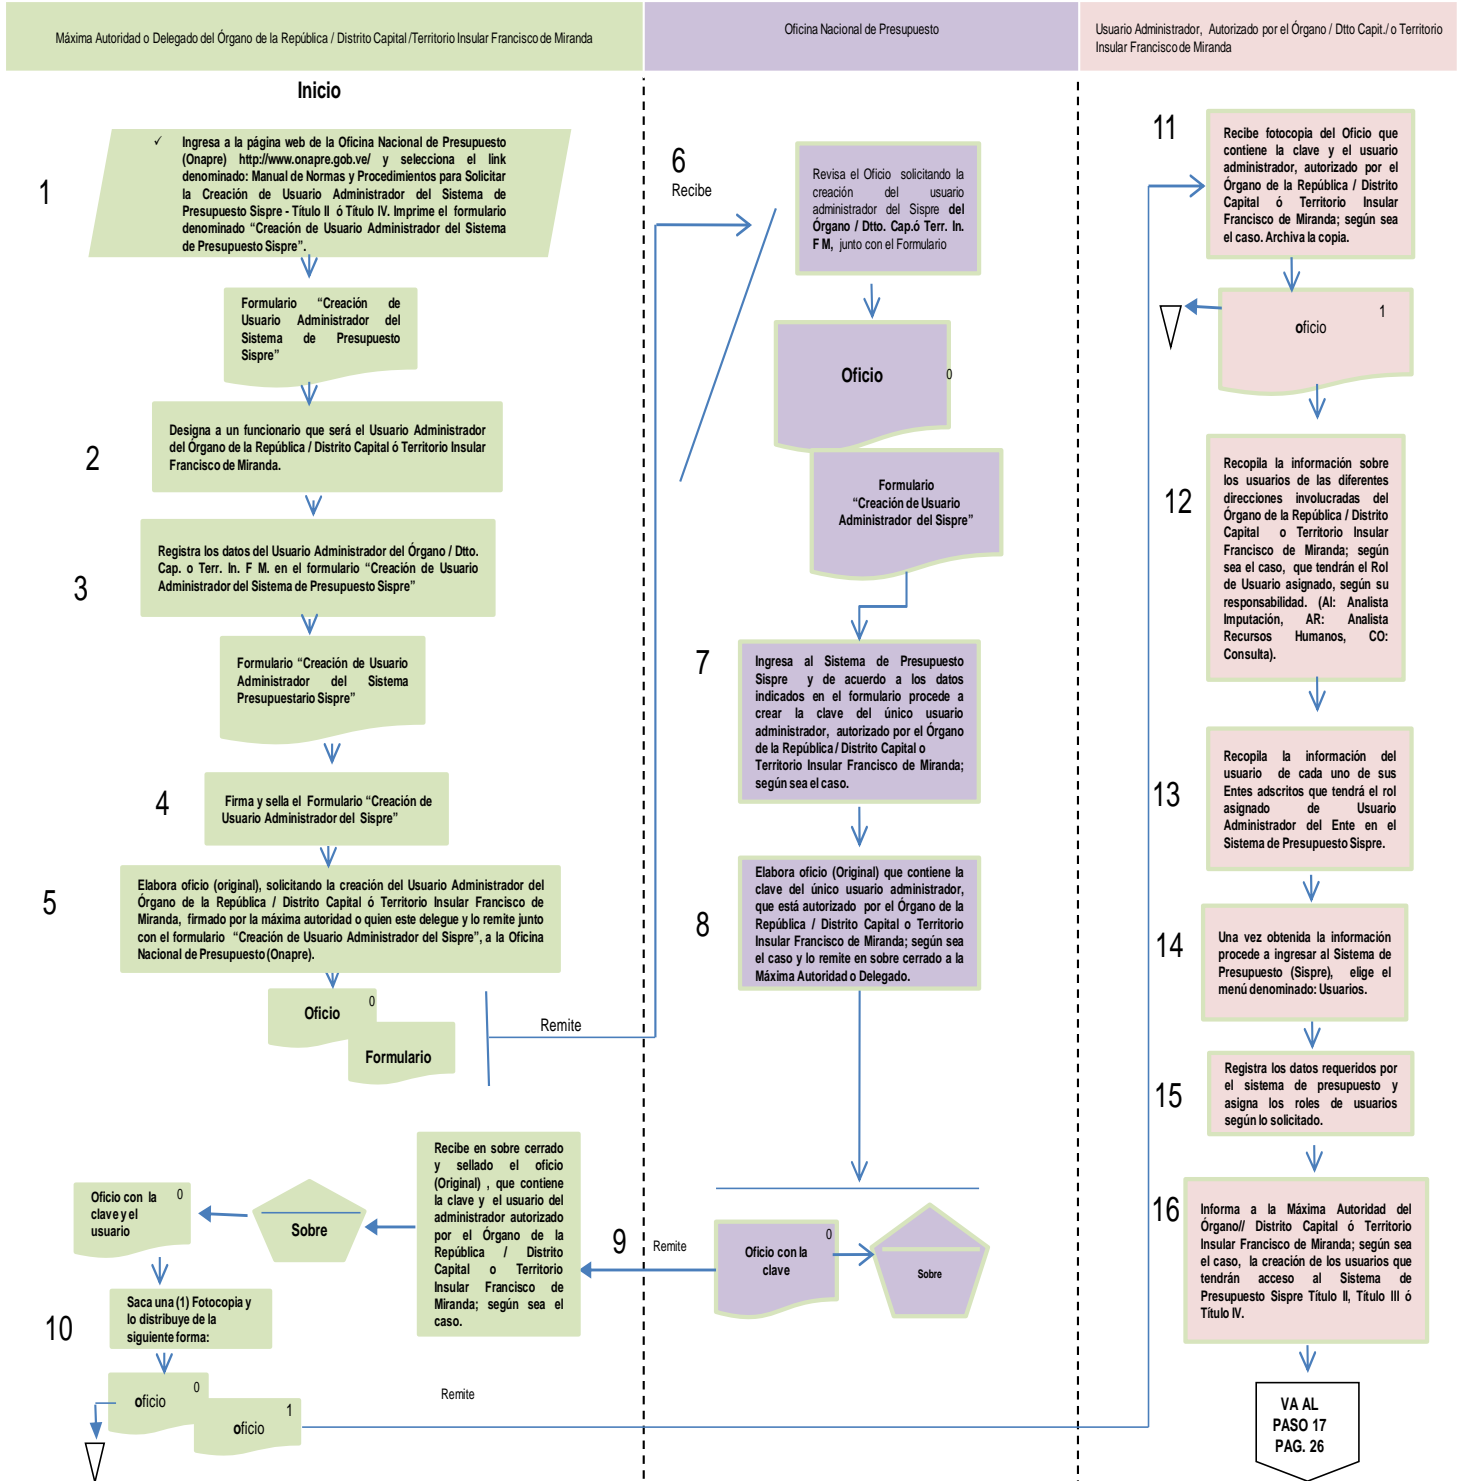 Máxima Autoridad o Delegado del Órgano de la República / Distrito Capital /Territorio Insular Francisco de Miranda
Oficina Nacional de Presupuesto
Usuario Administrador, Autorizado por el Órgano / Dtto Capit./ o Territorio
Insular Francisco de Miranda
Inicio
1
✓ Ingresa a la página web de la Oficina Nacional de Presupuesto
(Onapre) http://www.onapre.gob.ve/ y selecciona el link
denominado: Manual de Normas y Procedimientos para Solicitar
la Creación de Usuario Administrador del Sistema de
Presupuesto Sispre - Título II ó Título IV. Imprime el formulario
denominado “Creación de Usuario Administrador del Sistema
de Presupuesto Sispre”.
Formulario “Creación de
Usuario Administrador del
Sistema de Presupuesto
Sispre”
2
Designa a un funcionario que será el Usuario Administrador
del Órgano de la República / Distrito Capital ó Territorio Insular
Francisco de Miranda.
3
Registra los datos del Usuario Administrador del Órgano / Dtto.
Cap. o Terr. In. F M. en el formulario “Creación de Usuario
Administrador del Sistema de Presupuesto Sispre”
Formulario “Creación de Usuario
Administrador del Sistema
Presupuestario Sispre”
4
Firma y sella el Formulario “Creación de
Usuario Administrador del Sispre”
5
Elabora oficio (original), solicitando la creación del Usuario Administrador del
Órgano de la República / Distrito Capital ó Territorio Insular Francisco de
Miranda, firmado por la máxima autoridad o quien este delegue y lo remite junto
con el formulario “Creación de Usuario Administrador del Sispre”, a la Oficina
Nacional de Presupuesto (Onapre).
Oficio
0
Formulario
Remite
6
Recibe
Revisa el Oficio solicitando la
creación del usuario
administrador del Sispre del
Órgano / Dtto. Cap.ó Terr. In.
F M, junto con el Formulario
Oficio
0
Formulario
“Creación de Usuario
Administrador del Sispre”
7
Ingresa al Sistema de Presupuesto
Sispre y de acuerdo a los datos
indicados en el formulario procede a
crear la clave del único usuario
administrador, autorizado por el Órgano
de la República / Distrito Capital o
Territorio Insular Francisco de Miranda;
según sea el caso.
8
Elabora oficio (Original) que contiene la
clave del único usuario administrador,
que está autorizado por el Órgano de la
República / Distrito Capital o Territorio
Insular Francisco de Miranda; según sea
el caso y lo remite en sobre cerrado a la
Máxima Autoridad o Delegado.
Oficio con la
clave
0
Sobre
Remite
9
Recibe en sobre cerrado
y sellado el oficio
(Original) , que contiene
la clave y el usuario del
administrador autorizado
por el Órgano de la
República / Distrito
Capital o Territorio
Insular Francisco de
Miranda; según sea el
caso.
Sobre
Oficio con la
clave y el
usuario
0
10
Saca una (1) Fotocopia y
lo distribuye de la
siguiente forma:
oficio
0
oficio
1
Remite
11
Recibe fotocopia del Oficio que
contiene la clave y el usuario
administrador, autorizado por el
Órgano de la República / Distrito
Capital ó Territorio Insular
Francisco de Miranda; según sea
el caso. Archiva la copia.
oficio
1
12
Recopila la información sobre
los usuarios de las diferentes
direcciones involucradas del
Órgano de la República / Distrito
Capital o Territorio Insular
Francisco de Miranda; según
sea el caso, que tendrán el Rol
de Usuario asignado, según su
responsabilidad. (AI: Analista
Imputación, AR: Analista
Recursos Humanos, CO:
Consulta).
13
Recopila la información del
usuario de cada uno de sus
Entes adscritos que tendrá el rol
asignado de Usuario
Administrador del Ente en el
Sistema de Presupuesto Sispre.
14
Una vez obtenida la información
procede a ingresar al Sistema de
Presupuesto (Sispre), elige el
menú denominado: Usuarios.
15
Registra los datos requeridos por
el sistema de presupuesto y
asigna los roles de usuarios
según lo solicitado.
16
Informa a la Máxima Autoridad del
Órgano// Distrito Capital ó Territorio
Insular Francisco de Miranda; según sea
el caso, la creación de los usuarios que
tendrán acceso al Sistema de
Presupuesto Sispre Título II, Título III ó
Título IV.
VA AL
PASO 17
PAG. 26